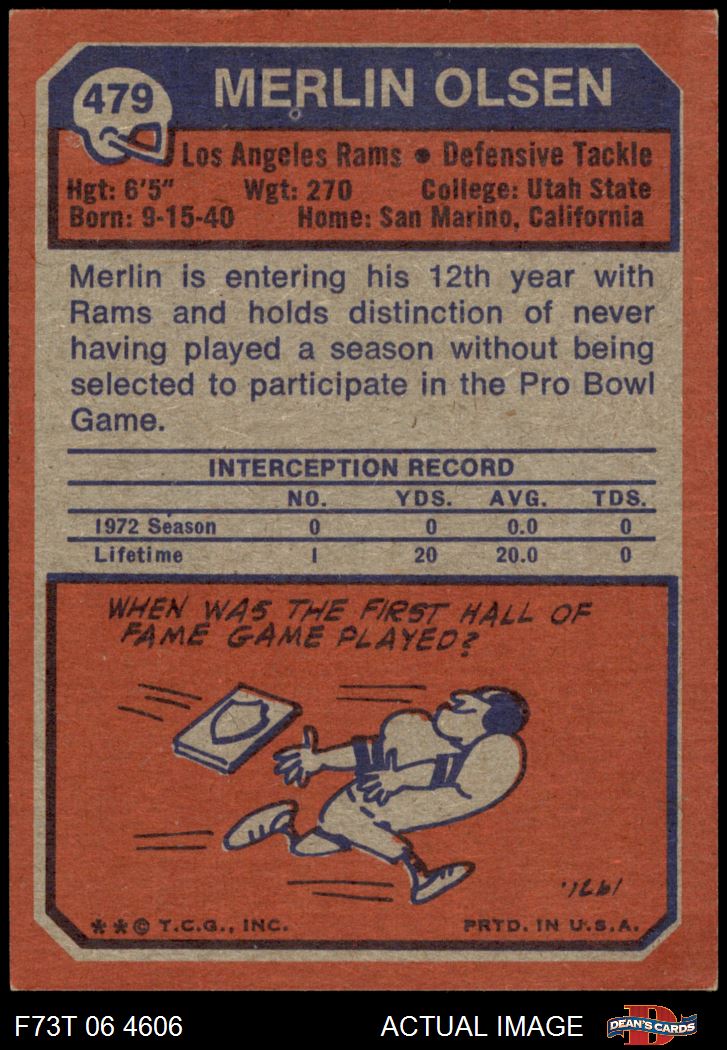 479
MERLIN OLSEN
Los Angeles Rams • Defensive Tackle
Hgt: 6'5" Wgt: 270 College: Utah State
Born: 9-15-40 Home: San Marino, California
Merlin is entering his 12th year with
Rams and holds distinction of never
having played a season without being
selected to participate in the Pro Bowl
Game.
INTERCEPTION RECORD
NO. YDS. AVG. TDS.
1972 Season 0 0 0.0 0
Lifetime 1 20 20.0 0
WHEN WAS THE FIRST HALL OF
FAME GAME PLAYED?
'1261
**© T.C.G., INC. PRTD. IN U.S.A.
F73T 06 4606 ACTUAL IMAGE
D
DEAN'S CARDS